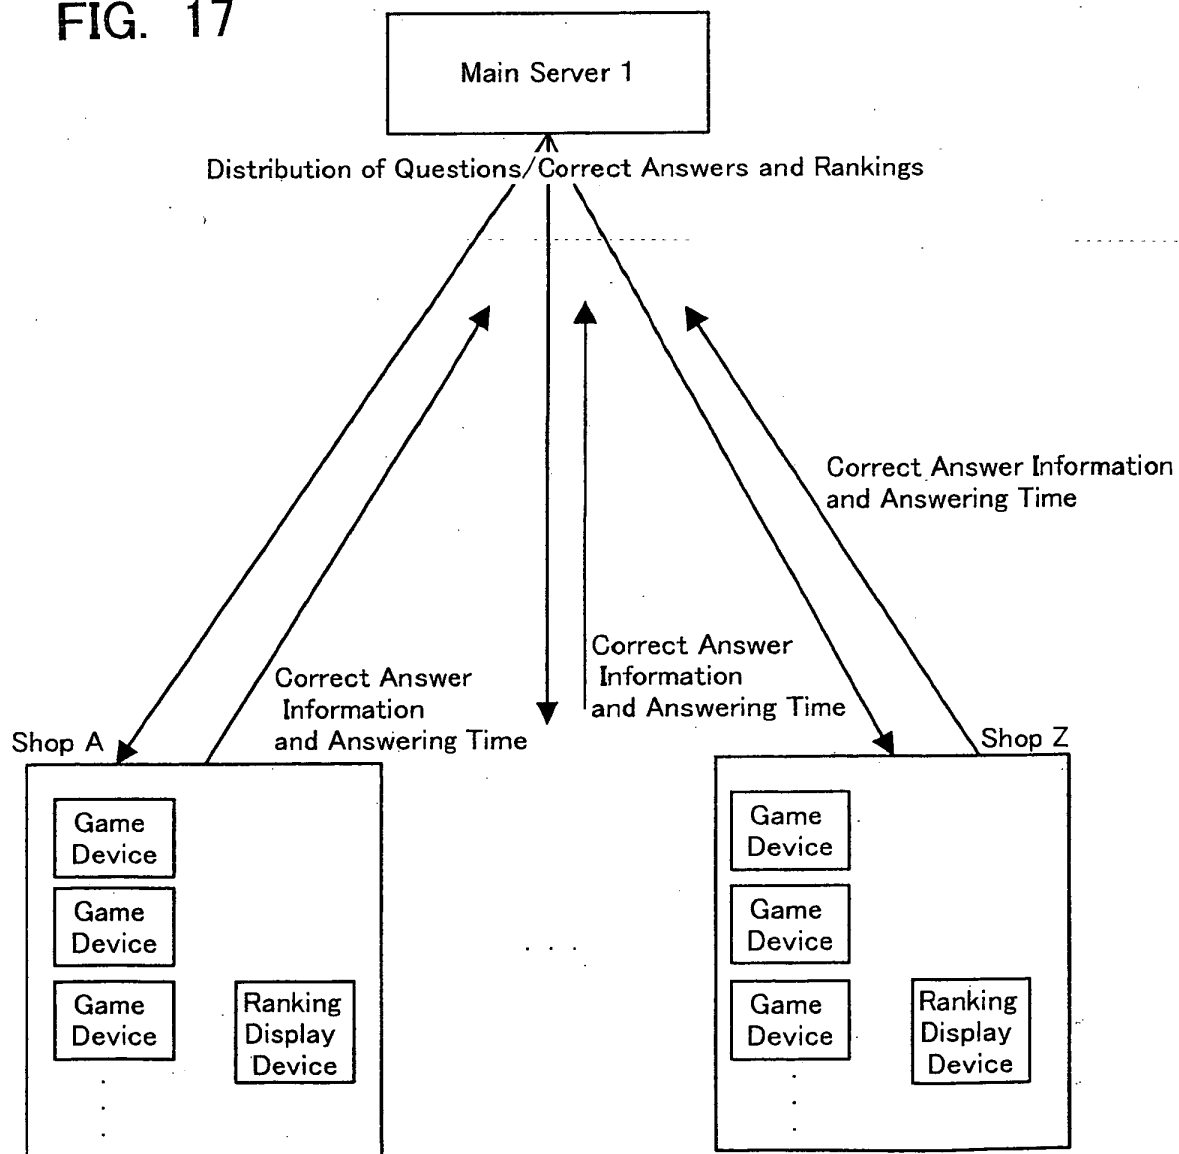 FIG. 17
Main Server 1
Distribution of Questions/Correct Answers and Rankings
Correct Answer Information
and Answering Time
Correct Answer
Information
and Answering Time
Correct Answer
Information
and Answering Time
Shop A
Shop Z
Game
Device
Game
Device
Game
Device
Ranking
Display
Device
. . .
Game
Device
Game
Device
Game
Device
Ranking
Display
Device